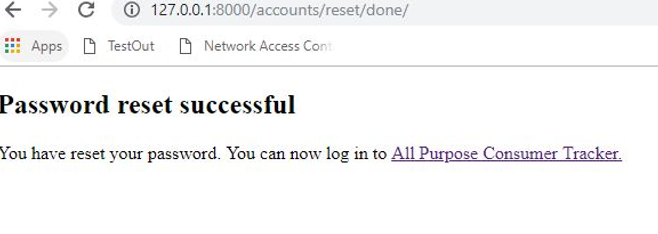 127.0.0.1:8000/accounts/reset/done/
Apps TestOut Network Access Cont
Password reset successful
You have reset your password. You can now log in to All Purpose Consumer Tracker.